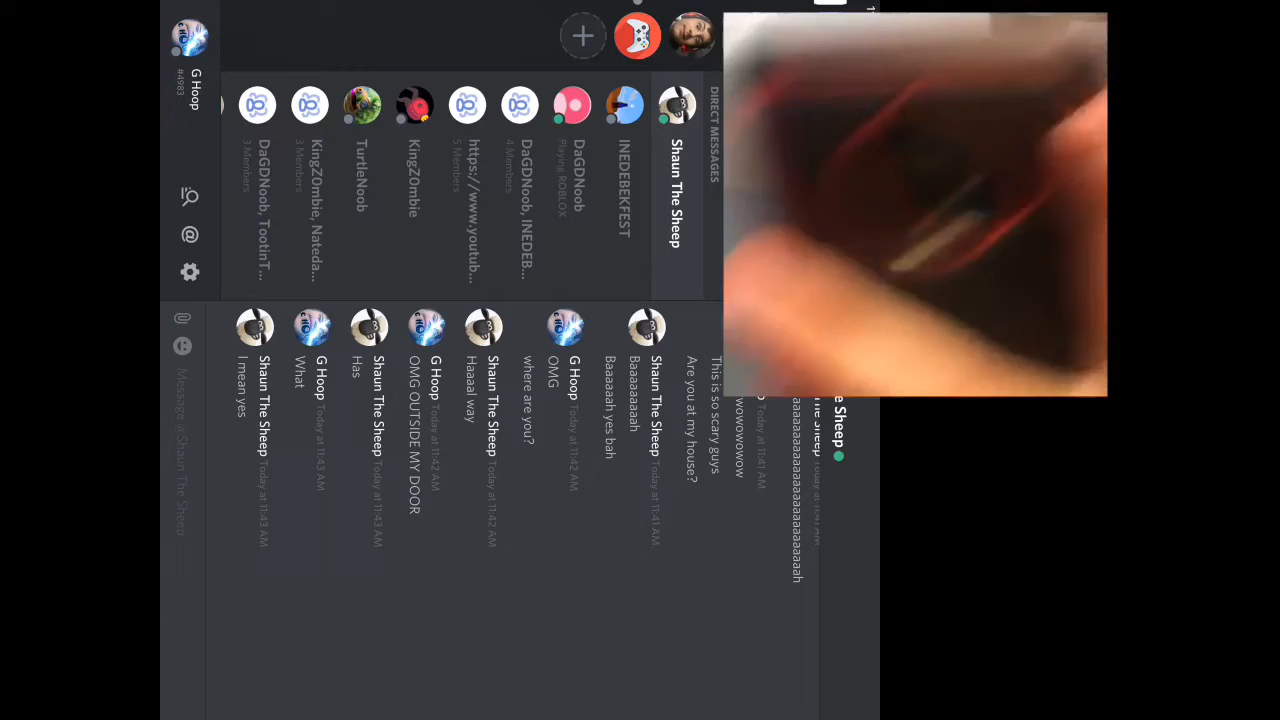 DIRECT MESSAGES
Shaun The Sheep
INEDEBEKFEST
DaGDNoob
Playing ROBLOX
DaGDNoob, INEDEB...
4 Members
https://www.youtub...
5 Members
KingZ0mbie
TurtleNoob
KingZ0mbie, Nateda...
3 Members
DaGDNoob, TootinT...
3 Members
G Hoop
#4983
Sheep
Today at 11:41 AM
wowowowow
This is so scary guys
Are you at my house?
Shaun The Sheep Today at 11:41 AM
Baaaaaaaaah
Baaaaaah yes bah
G Hoop Today at 11:42 AM
OMG
where are you?
Shaun The Sheep Today at 11:42 AM
Haaaal way
G Hoop Today at 11:42 AM
OMG OUTSIDE MY DOOR
Shaun The Sheep Today at 11:43 AM
Has
G Hoop Today at 11:43 AM
What
Shaun The Sheep Today at 11:43 AM
I mean yes
Message @Shaun The Sheep